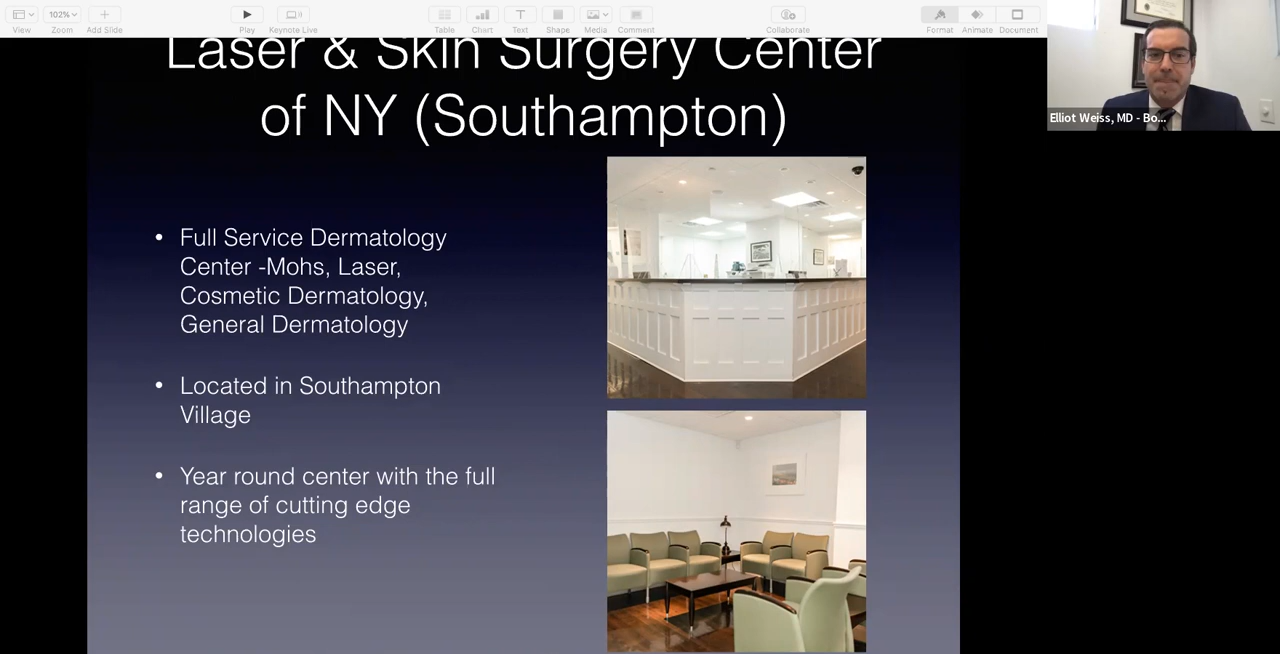 View
102%
Zoom
Add Slide
Play
Keynote Live
Table
Chart
Text
Shape
Media
Comment
Collaborate
Format
Animate
Document
Laser & Skin Surgery Center
of NY (Southampton)
Elliot Weiss, MD - Bo...
• Full Service Dermatology
Center -Mohs, Laser,
Cosmetic Dermatology,
General Dermatology
• Located in Southampton
Village
• Year round center with the full
range of cutting edge
technologies